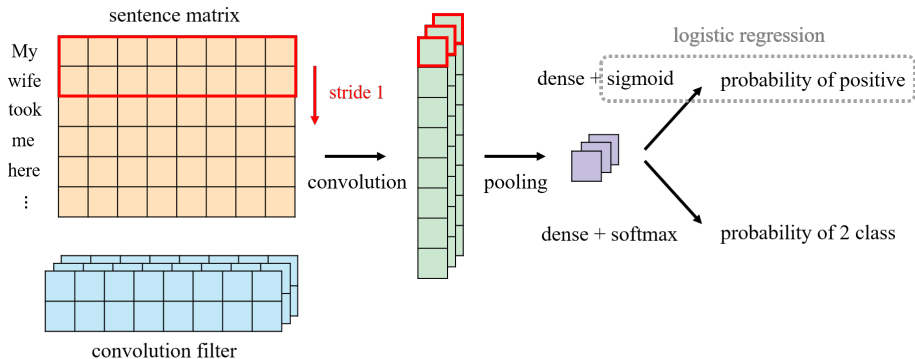 sentence matrix
My
wife
took
me
here
⋮
stride 1
convolution
pooling
logistic regression
dense + sigmoid
probability of positive
dense + softmax
probability of 2 class
convolution filter